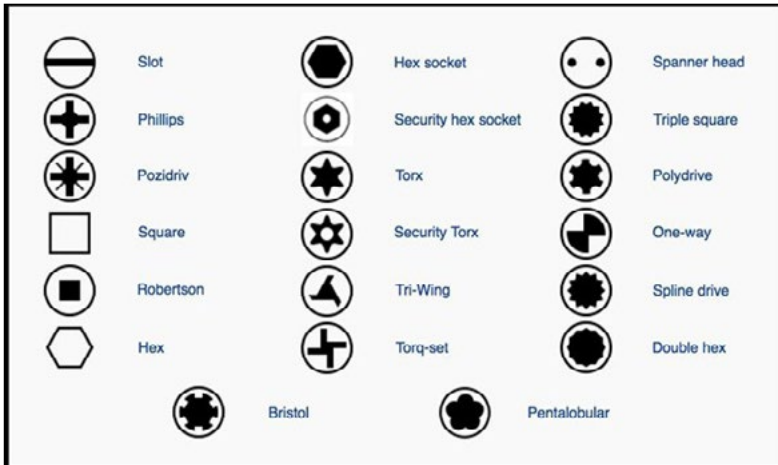 Slot
Hex socket
Spanner head
Phillips
Security hex socket
Triple square
Pozidriv
Torx
Polydrive
Square
Security Torx
One-way
Robertson
Tri-Wing
Spline drive
Hex
Torq-set
Double hex
Bristol
Pentalobular